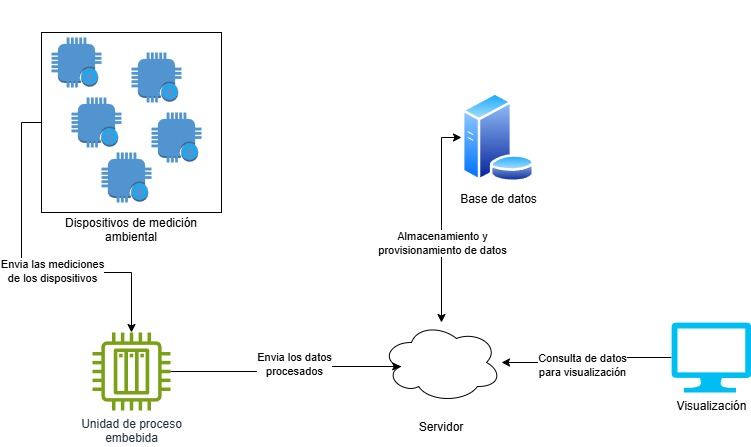 Dispositivos de medición
ambiental
Envia las mediciones
de los dispositivos
Unidad de proceso
embebida
Envia los datos
procesados
Servidor
Almacenamiento y
provisionamiento de datos
Base de datos
Consulta de datos
para visualización
Visualización